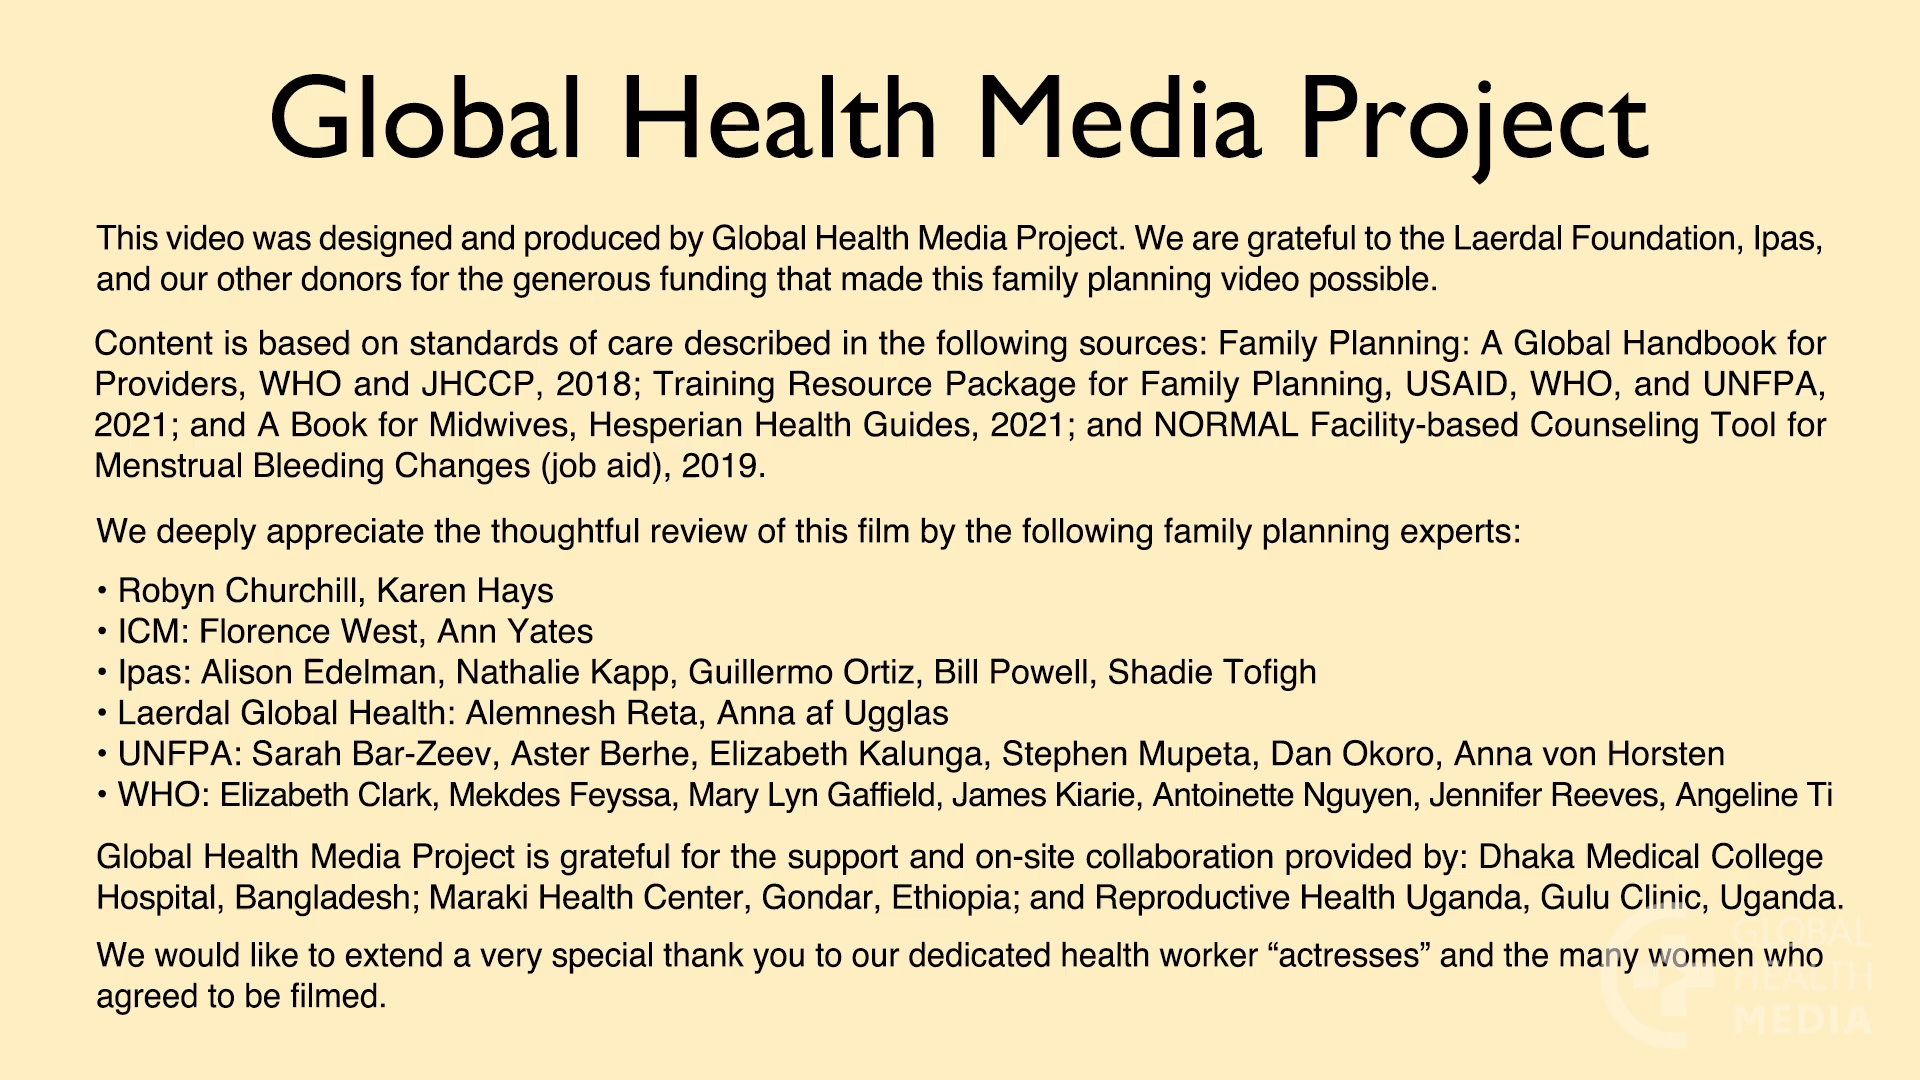 Global Health Media Project
This video was designed and produced by Global Health Media Project. We are grateful to the Laerdal Foundation, Ipas,
and our other donors for the generous funding that made this family planning video possible.
Content is based on standards of care described in the following sources: Family Planning: A Global Handbook for
Providers, WHO and JHCCP, 2018; Training Resource Package for Family Planning, USAID, WHO, and UNFPA,
2021; and A Book for Midwives, Hesperian Health Guides, 2021; and NORMAL Facility-based Counseling Tool for
Menstrual Bleeding Changes (job aid), 2019.
We deeply appreciate the thoughtful review of this film by the following family planning experts:
• Robyn Churchill, Karen Hays
• ICM: Florence West, Ann Yates
• Ipas: Alison Edelman, Nathalie Kapp, Guillermo Ortiz, Bill Powell, Shadie Tofigh
• Laerdal Global Health: Alemnesh Reta, Anna af Ugglas
• UNFPA: Sarah Bar-Zeev, Aster Berhe, Elizabeth Kalunga, Stephen Mupeta, Dan Okoro, Anna von Horsten
• WHO: Elizabeth Clark, Mekdes Feyssa, Mary Lyn Gaffield, James Kiarie, Antoinette Nguyen, Jennifer Reeves, Angeline Ti
Global Health Media Project is grateful for the support and on-site collaboration provided by: Dhaka Medical College
Hospital, Bangladesh; Maraki Health Center, Gondar, Ethiopia; and Reproductive Health Uganda, Gulu Clinic, Uganda.
We would like to extend a very special thank you to our dedicated health worker “actresses” and the many women who
agreed to be filmed.
GLOBAL
HEALTH
MEDIA